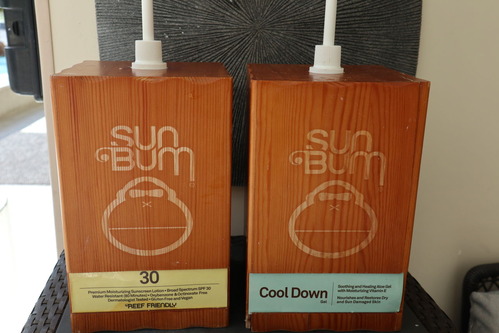 SUN
BUM
30
Premium Moisturizing Sunscreen Lotion • Broad Spectrum SPF 30
Water Resistant (80 Minutes) • Oxybenzone & Octinoxate Free
Dermatologist Tested • Gluten Free and Vegan
REEF FRIENDLY
SUN
BUM
Cool Down
Gel
Soothing and Healing Aloe Gel
with Moisturizing Vitamin E
Nourishes and Restores Dry
and Sun Damaged Skin